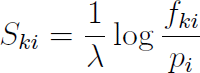 S_{ki} = \frac{1}{\lambda} \log \frac{f_{ki}}{p_i}